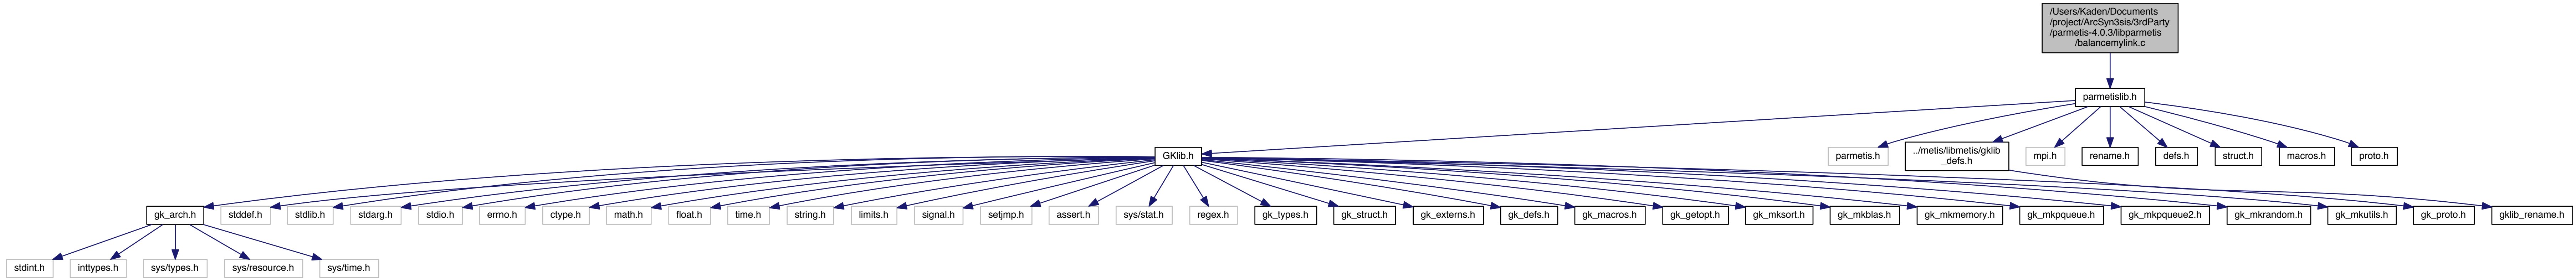 /Users/Kaden/Documents
/project/ArcSyn3sis/3rdParty
/parmetis-4.0.3/libparmetis
/balancemylink.c
parmetislib.h
GKlib.h
parmetis.h
../metis/libmetis/gklib
_defs.h
mpi.h
rename.h
defs.h
struct.h
macros.h
proto.h
gk_arch.h
stddef.h
stdlib.h
stdarg.h
stdio.h
errno.h
ctype.h
math.h
float.h
time.h
string.h
limits.h
signal.h
setjmp.h
assert.h
sys/stat.h
regex.h
gk_types.h
gk_struct.h
gk_externs.h
gk_defs.h
gk_macros.h
gk_getopt.h
gk_mksort.h
gk_mkblas.h
gk_mkmemory.h
gk_mkpqueue.h
gk_mkpqueue2.h
gk_mkrandom.h
gk_mkutils.h
gk_proto.h
gklib_rename.h
stdint.h
inttypes.h
sys/types.h
sys/resource.h
sys/time.h